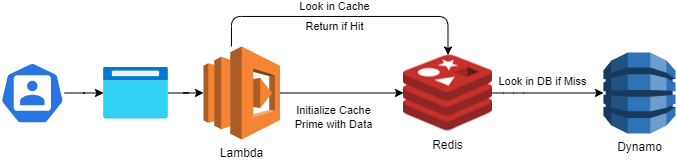 Look in Cache
Return if Hit
Initialize Cache
Prime with Data
Look in DB if Miss
Lambda
Redis
Dynamo